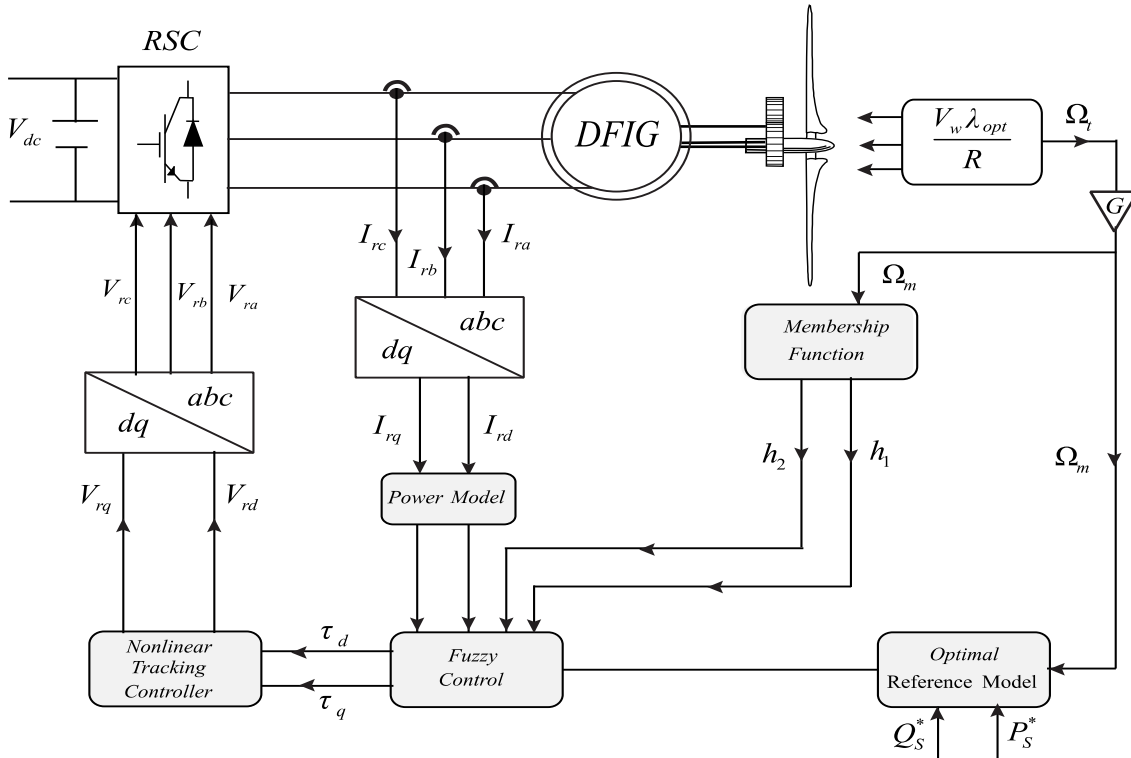 RSC
V_dc
DFIG
V_w λ_opt
R
Ω_t
G
I_rc
I_rb
I_ra
Ω_m
V_rc
V_rb
V_ra
abc
dq
Membership
Function
abc
dq
I_rq
I_rd
h_2
h_1
Ω_m
V_rq
V_rd
Power Model
Nonlinear
Tracking
Controller
τ_d
τ_q
Fuzzy
Control
Optimal
Reference Model
Q_S^*
P_S^*